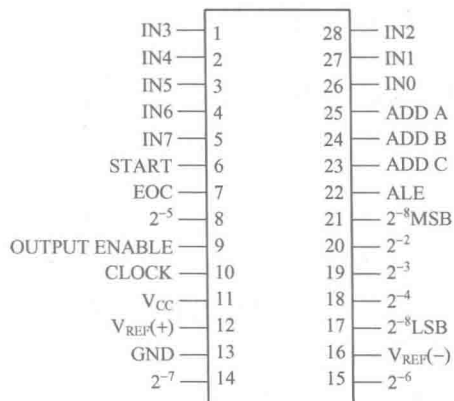 IN3 1 28 IN2
IN4 2 27 IN1
IN5 3 26 IN0
IN6 4 25 ADD A
IN7 5 24 ADD B
START 6 23 ADD C
EOC 7 22 ALE
2⁻⁵ 8 21 2⁻⁸MSB
OUTPUT ENABLE 9 20 2⁻²
CLOCK 10 19 2⁻³
V_CC 11 18 2⁻⁴
V_REF(+) 12 17 2⁻⁸LSB
GND 13 16 V_REF(−)
2⁻⁷ 14 15 2⁻⁶